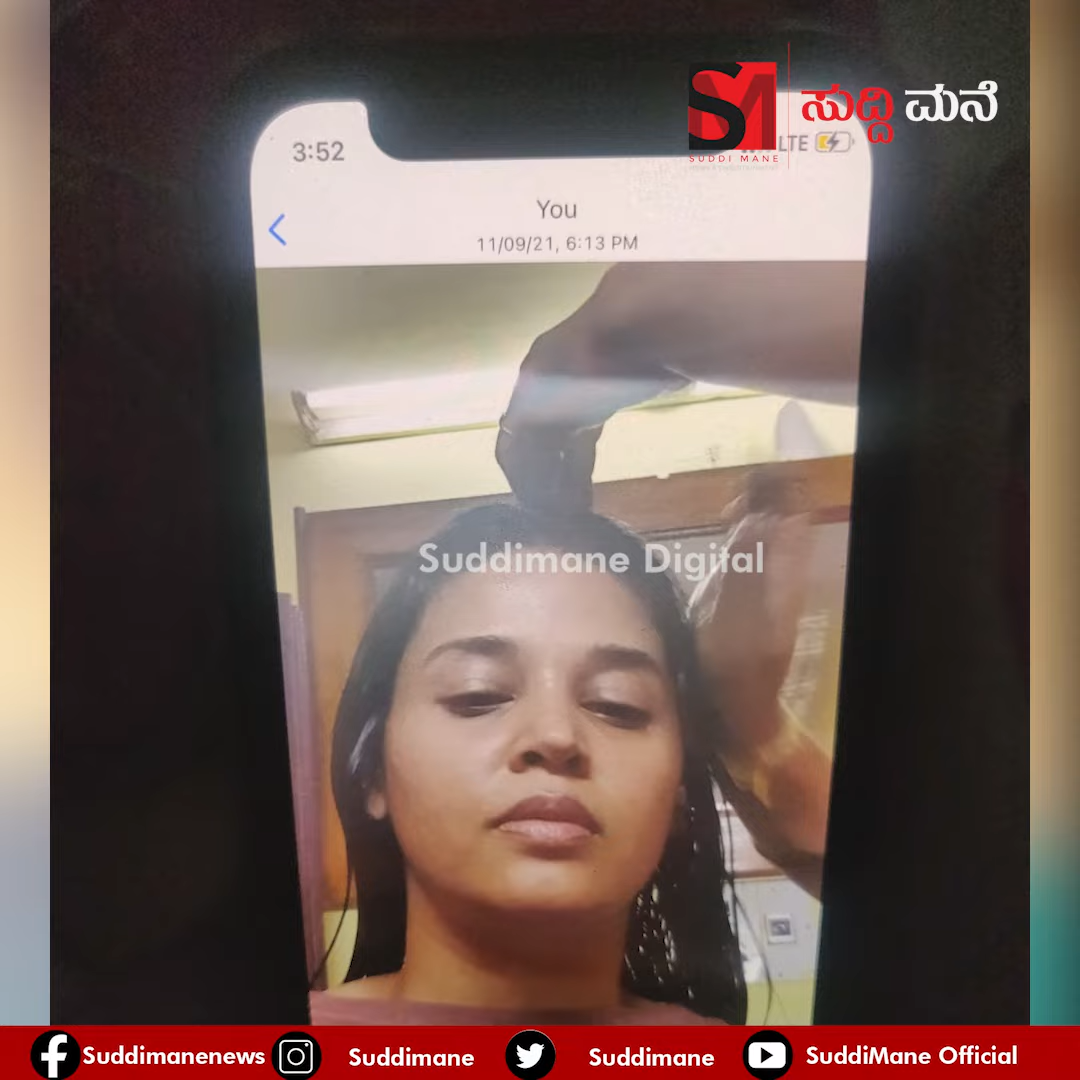 SM
ಸುದ್ದಿ ಮನೆ
SUDDI MANE
3:52
LTE
You
11/09/21, 6:13 PM
Suddimane Digital
Suddimanenews
Suddimane
Suddimane
SuddiMane Official